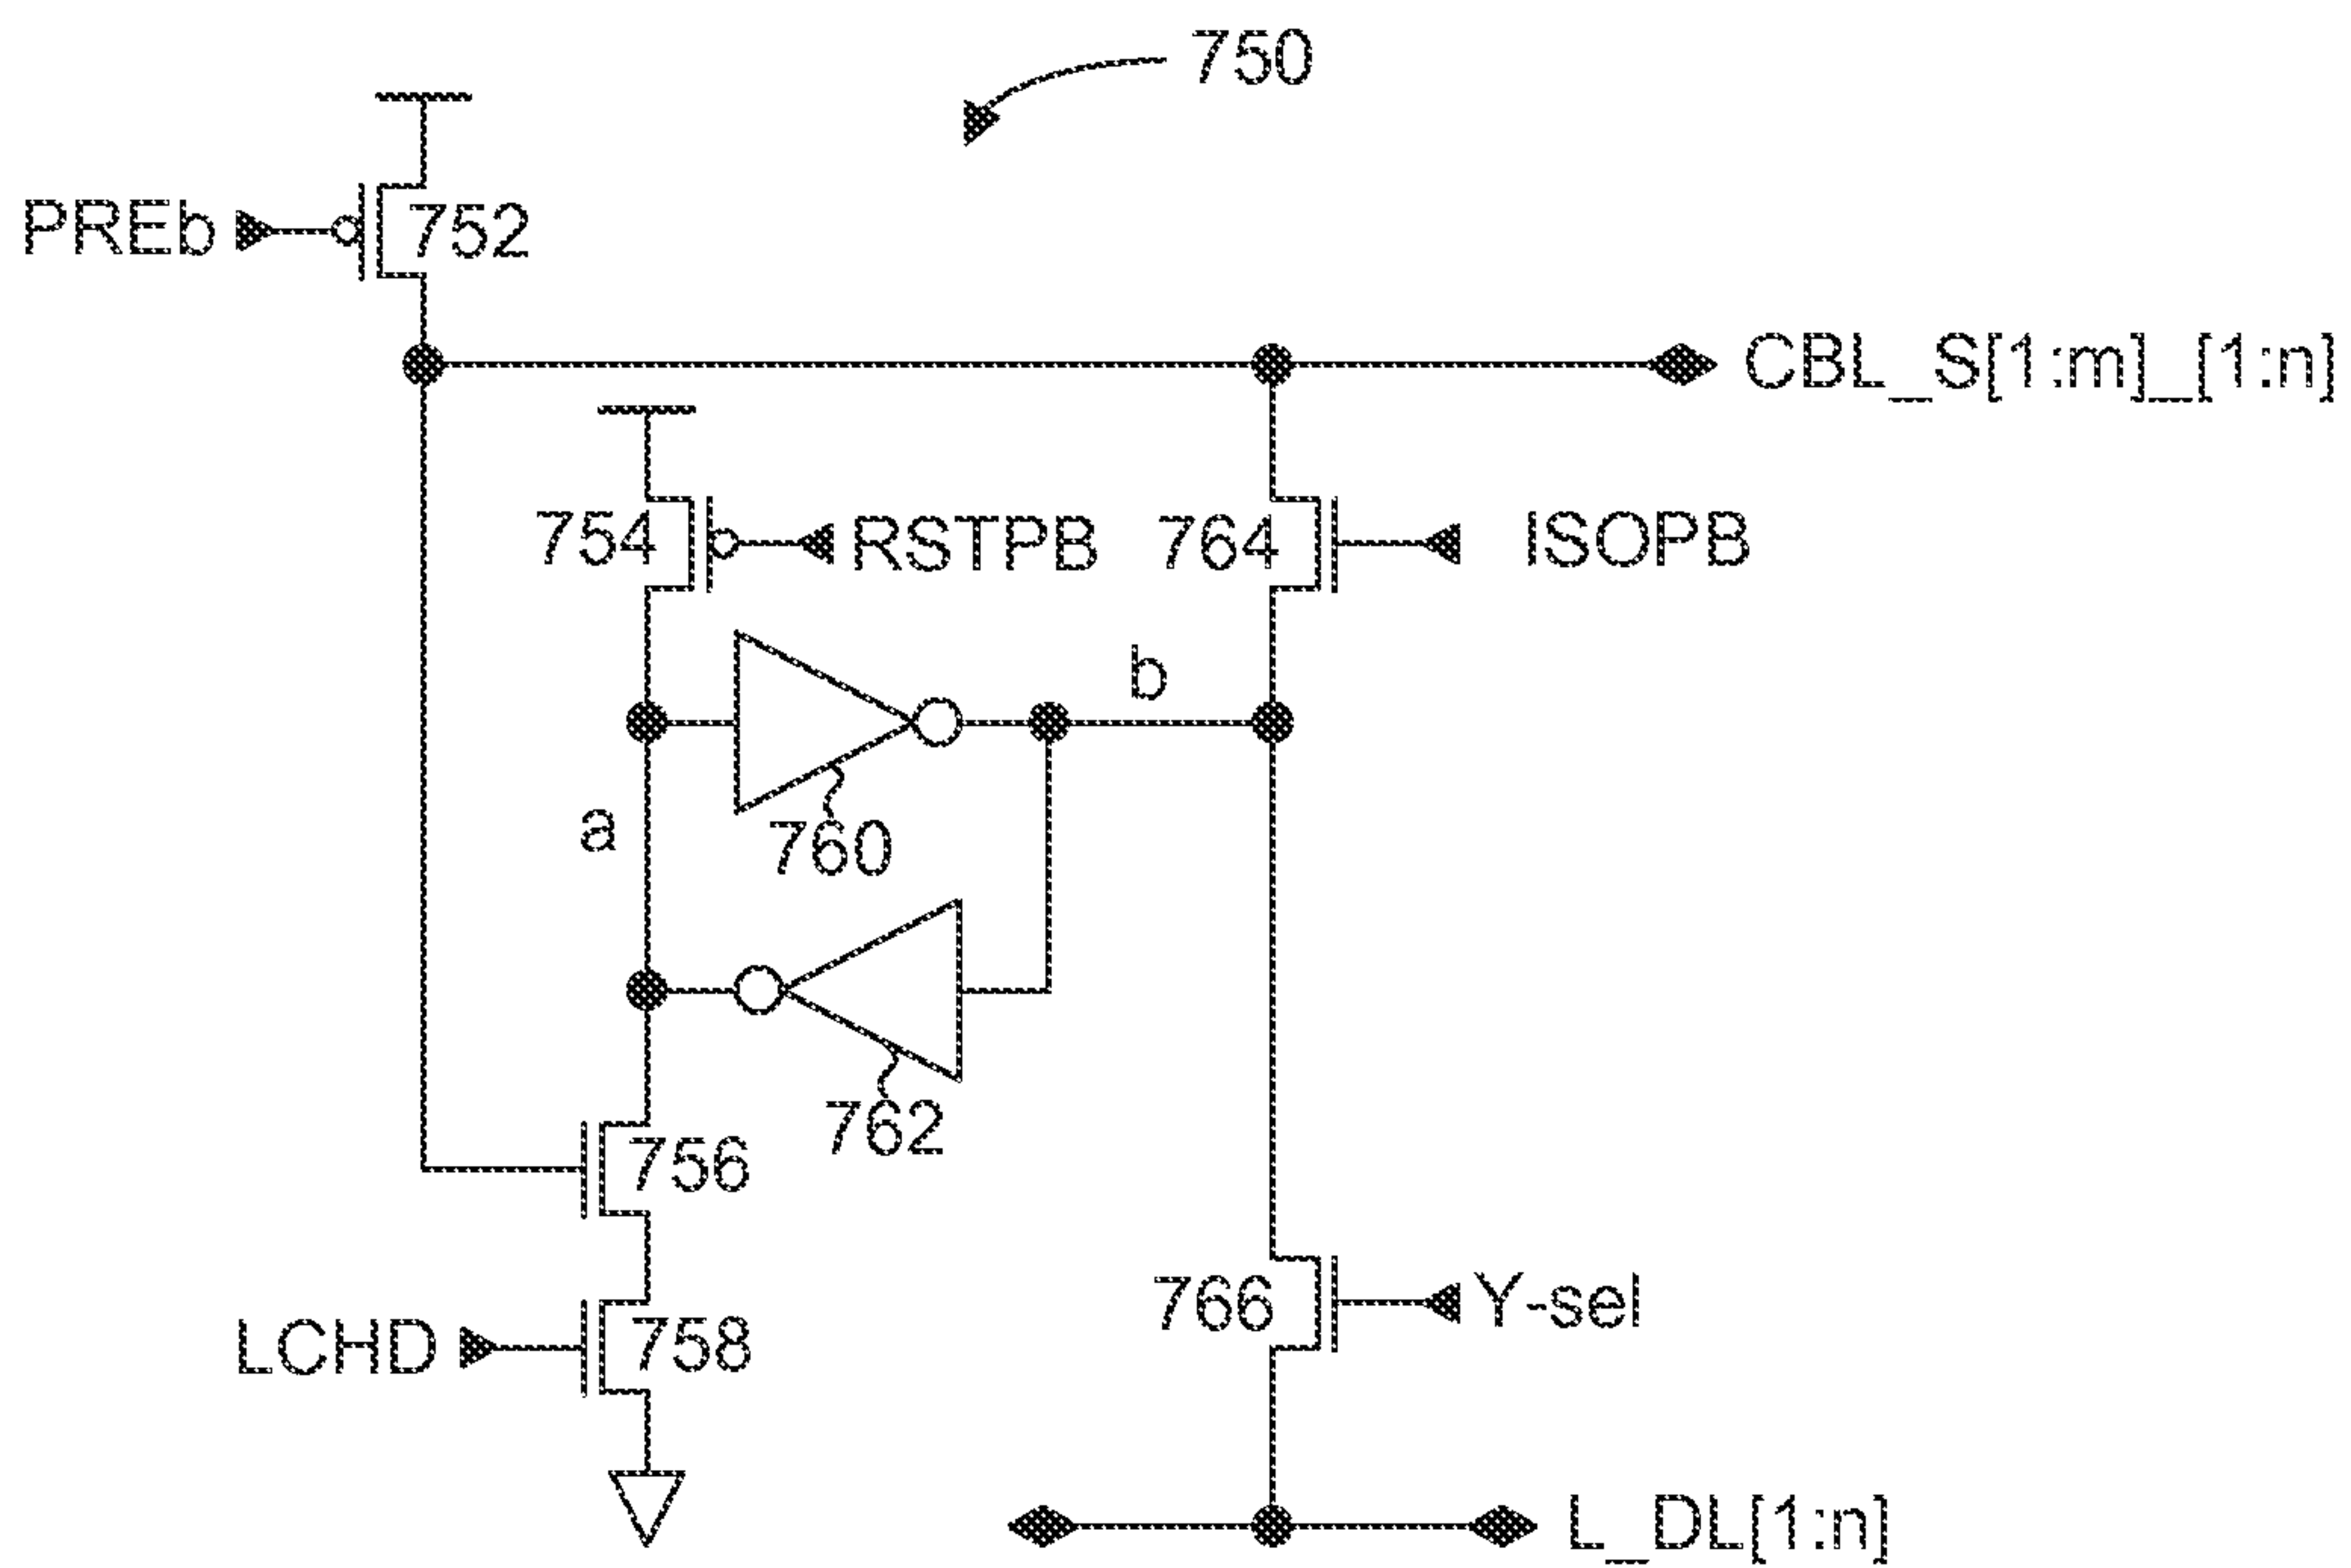 750
PREb
752
CBL_S[1:m]_[1:n]
754
RSTPB
764
ISOPB
b
a
760
762
756
766
Y-sel
LCHD
758
L_DL[1:n]